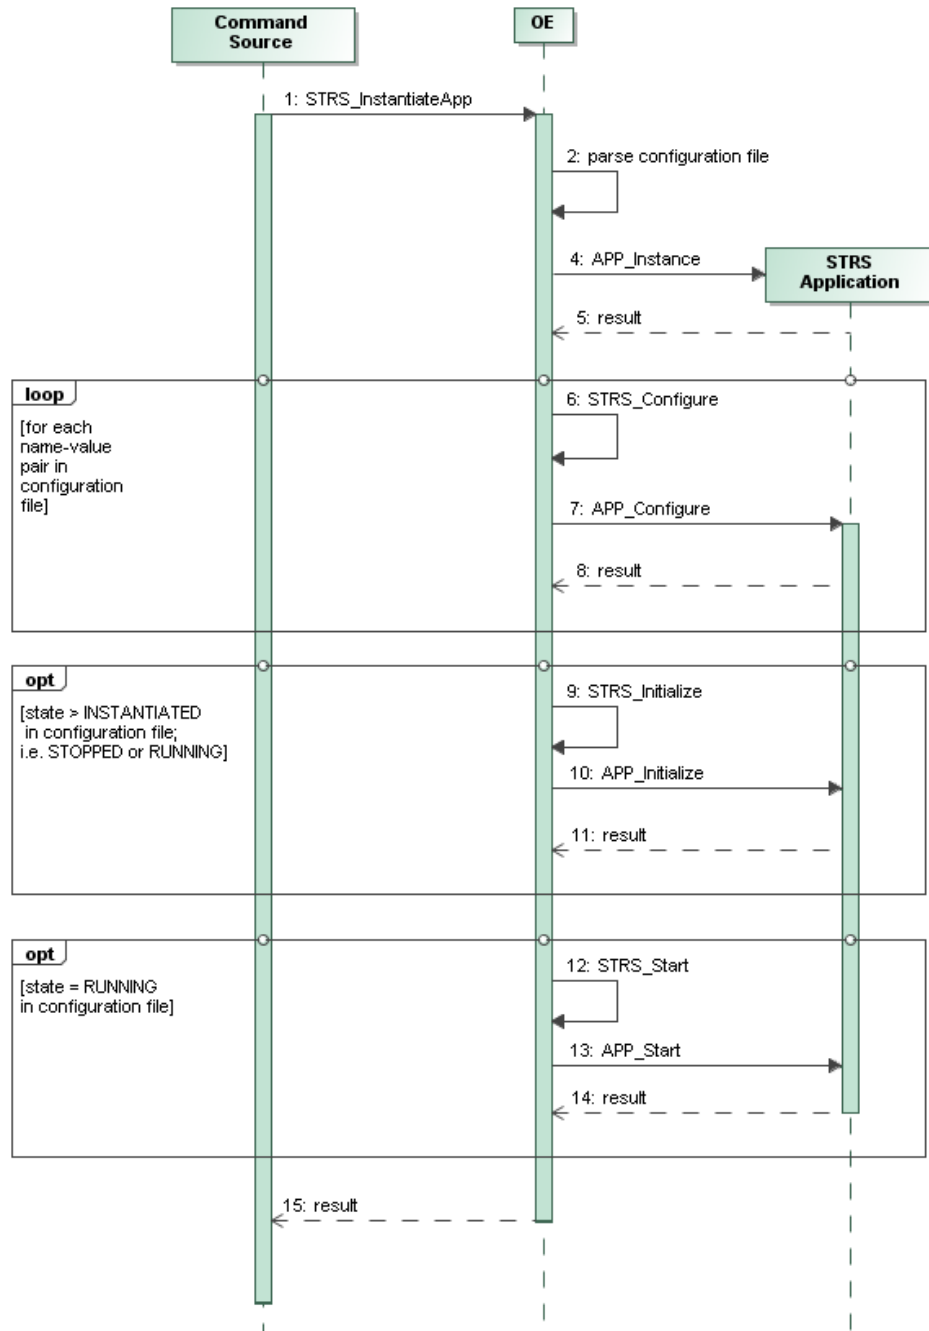 Command
Source
OE
1: STRS_InstantiateApp
2: parse configuration file
4: APP_Instance
STRS
Application
5: result
loop
[for each
name-value
pair in
configuration
file]
6: STRS_Configure
7: APP_Configure
8: result
opt
[state > INSTANTIATED
in configuration file;
i.e. STOPPED or RUNNING]
9: STRS_Initialize
10: APP_Initialize
11: result
opt
[state = RUNNING
in configuration file]
12: STRS_Start
13: APP_Start
14: result
15: result